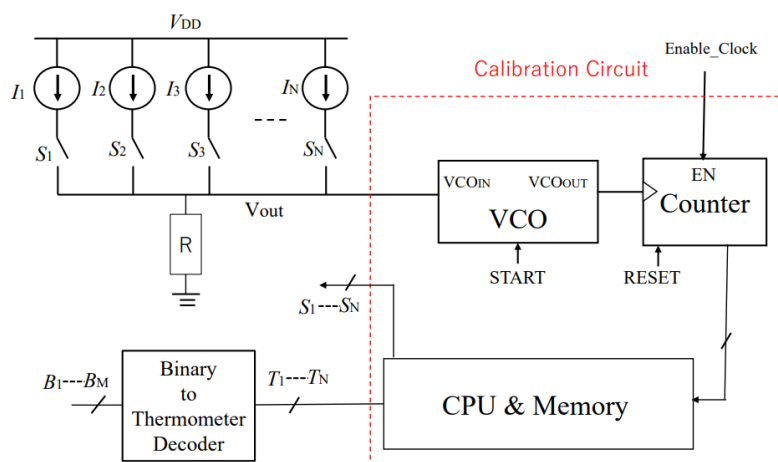 VDD
Enable_Clock
Calibration Circuit
I1
I2
I3
IN
S1
S2
S3
SN
EN
Counter
VCOIN
VCOOUT
VCO
Vout
R
START
RESET
S1---SN
B1---BM
Binary
to
Thermometer
Decoder
T1---TN
CPU & Memory